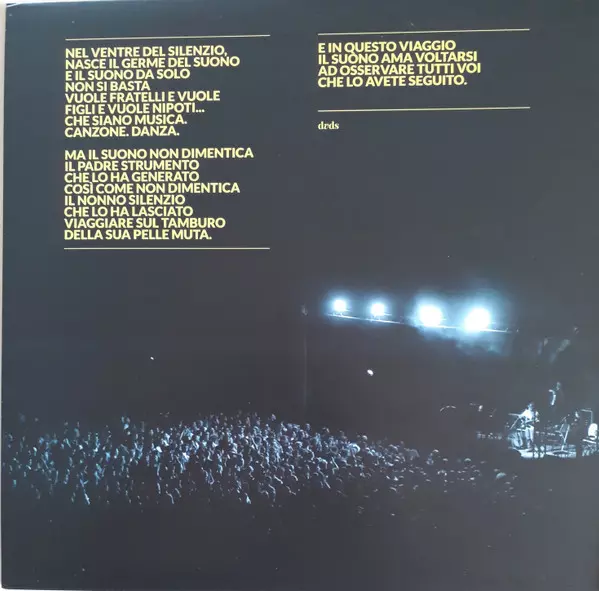 NEL VENTRE DEL SILENZIO,
NASCE IL GERME DEL SUONO
E IL SUONO DA SOLO
NON SI BASTA
VUOLE FRATELLI E VUOLE
FIGLI E VUOLE NIPOTI...
CHE SIANO MUSICA.
CANZONE. DANZA.
MA IL SUONO NON DIMENTICA
IL PADRE STRUMENTO
CHE LO HA GENERATO
COSÌ COME NON DIMENTICA
IL NONNO SILENZIO
CHE LO HA LASCIATO
VIAGGIARE SUL TAMBURO
DELLA SUA PELLE MUTA.
E IN QUESTO VIAGGIO
IL SUONO AMA VOLTARSI
AD OSSERVARE TUTTI VOI
CHE LO AVETE SEGUITO.
drds